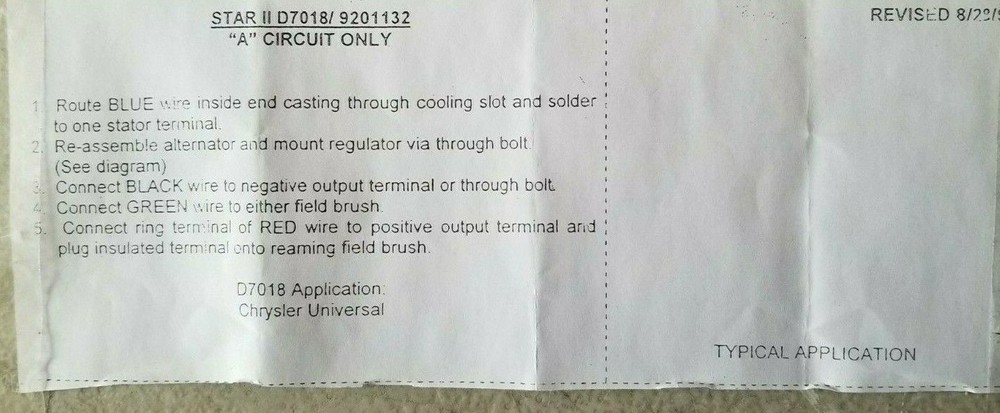 STAR II D7018/ 9201132
"A" CIRCUIT ONLY
REVISED 8/
1. Route BLUE wire inside end casting through cooling slot and solder
to one stator terminal.
2. Re-assemble alternator and mount regulator via through bolt.
(See diagram)
3. Connect BLACK wire to negative output terminal or through bolt.
4. Connect GREEN wire to either field brush.
5. Connect ring terminal of RED wire to positive output terminal and
plug insulated terminal onto reaming field brush.
D7018 Application:
Chrysler Universal
TYPICAL APPLICATION